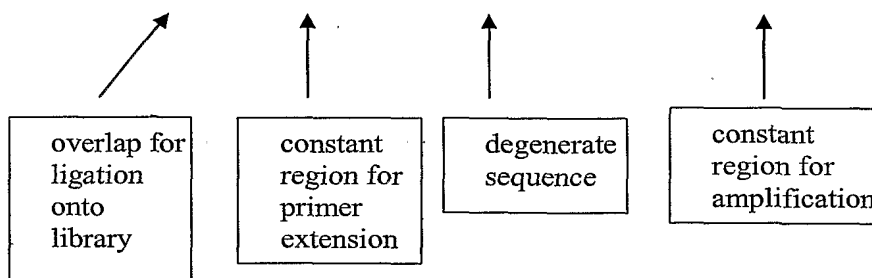 overlap for
ligation
onto
library
constant
region for
primer
extension
degenerate
sequence
constant
region for
amplification